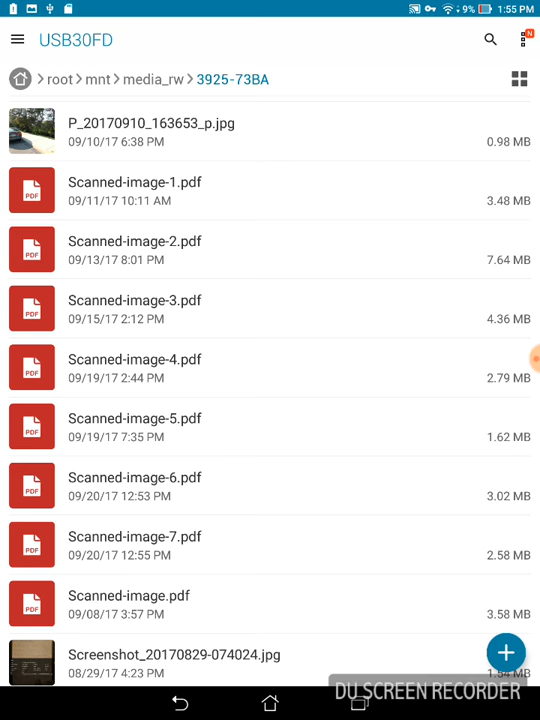 9% 1:55 PM
USB30FD
N
root mnt media_rw 3925-73BA
P_20170910_163653_p.jpg
09/10/17 6:38 PM 0.98 MB
PDF
Scanned-image-1.pdf
09/11/17 10:11 AM 3.48 MB
PDF
Scanned-image-2.pdf
09/13/17 8:01 PM 7.64 MB
PDF
Scanned-image-3.pdf
09/15/17 2:12 PM 4.36 MB
PDF
Scanned-image-4.pdf
09/19/17 2:44 PM 2.79 MB
PDF
Scanned-image-5.pdf
09/19/17 7:35 PM 1.62 MB
PDF
Scanned-image-6.pdf
09/20/17 12:53 PM 3.02 MB
PDF
Scanned-image-7.pdf
09/20/17 12:55 PM 2.58 MB
PDF
Scanned-image.pdf
09/08/17 3:57 PM 3.58 MB
PDF
Screenshot_20170829-074024.jpg
08/29/17 4:23 PM 1.54 MB
DU SCREEN RECORDER